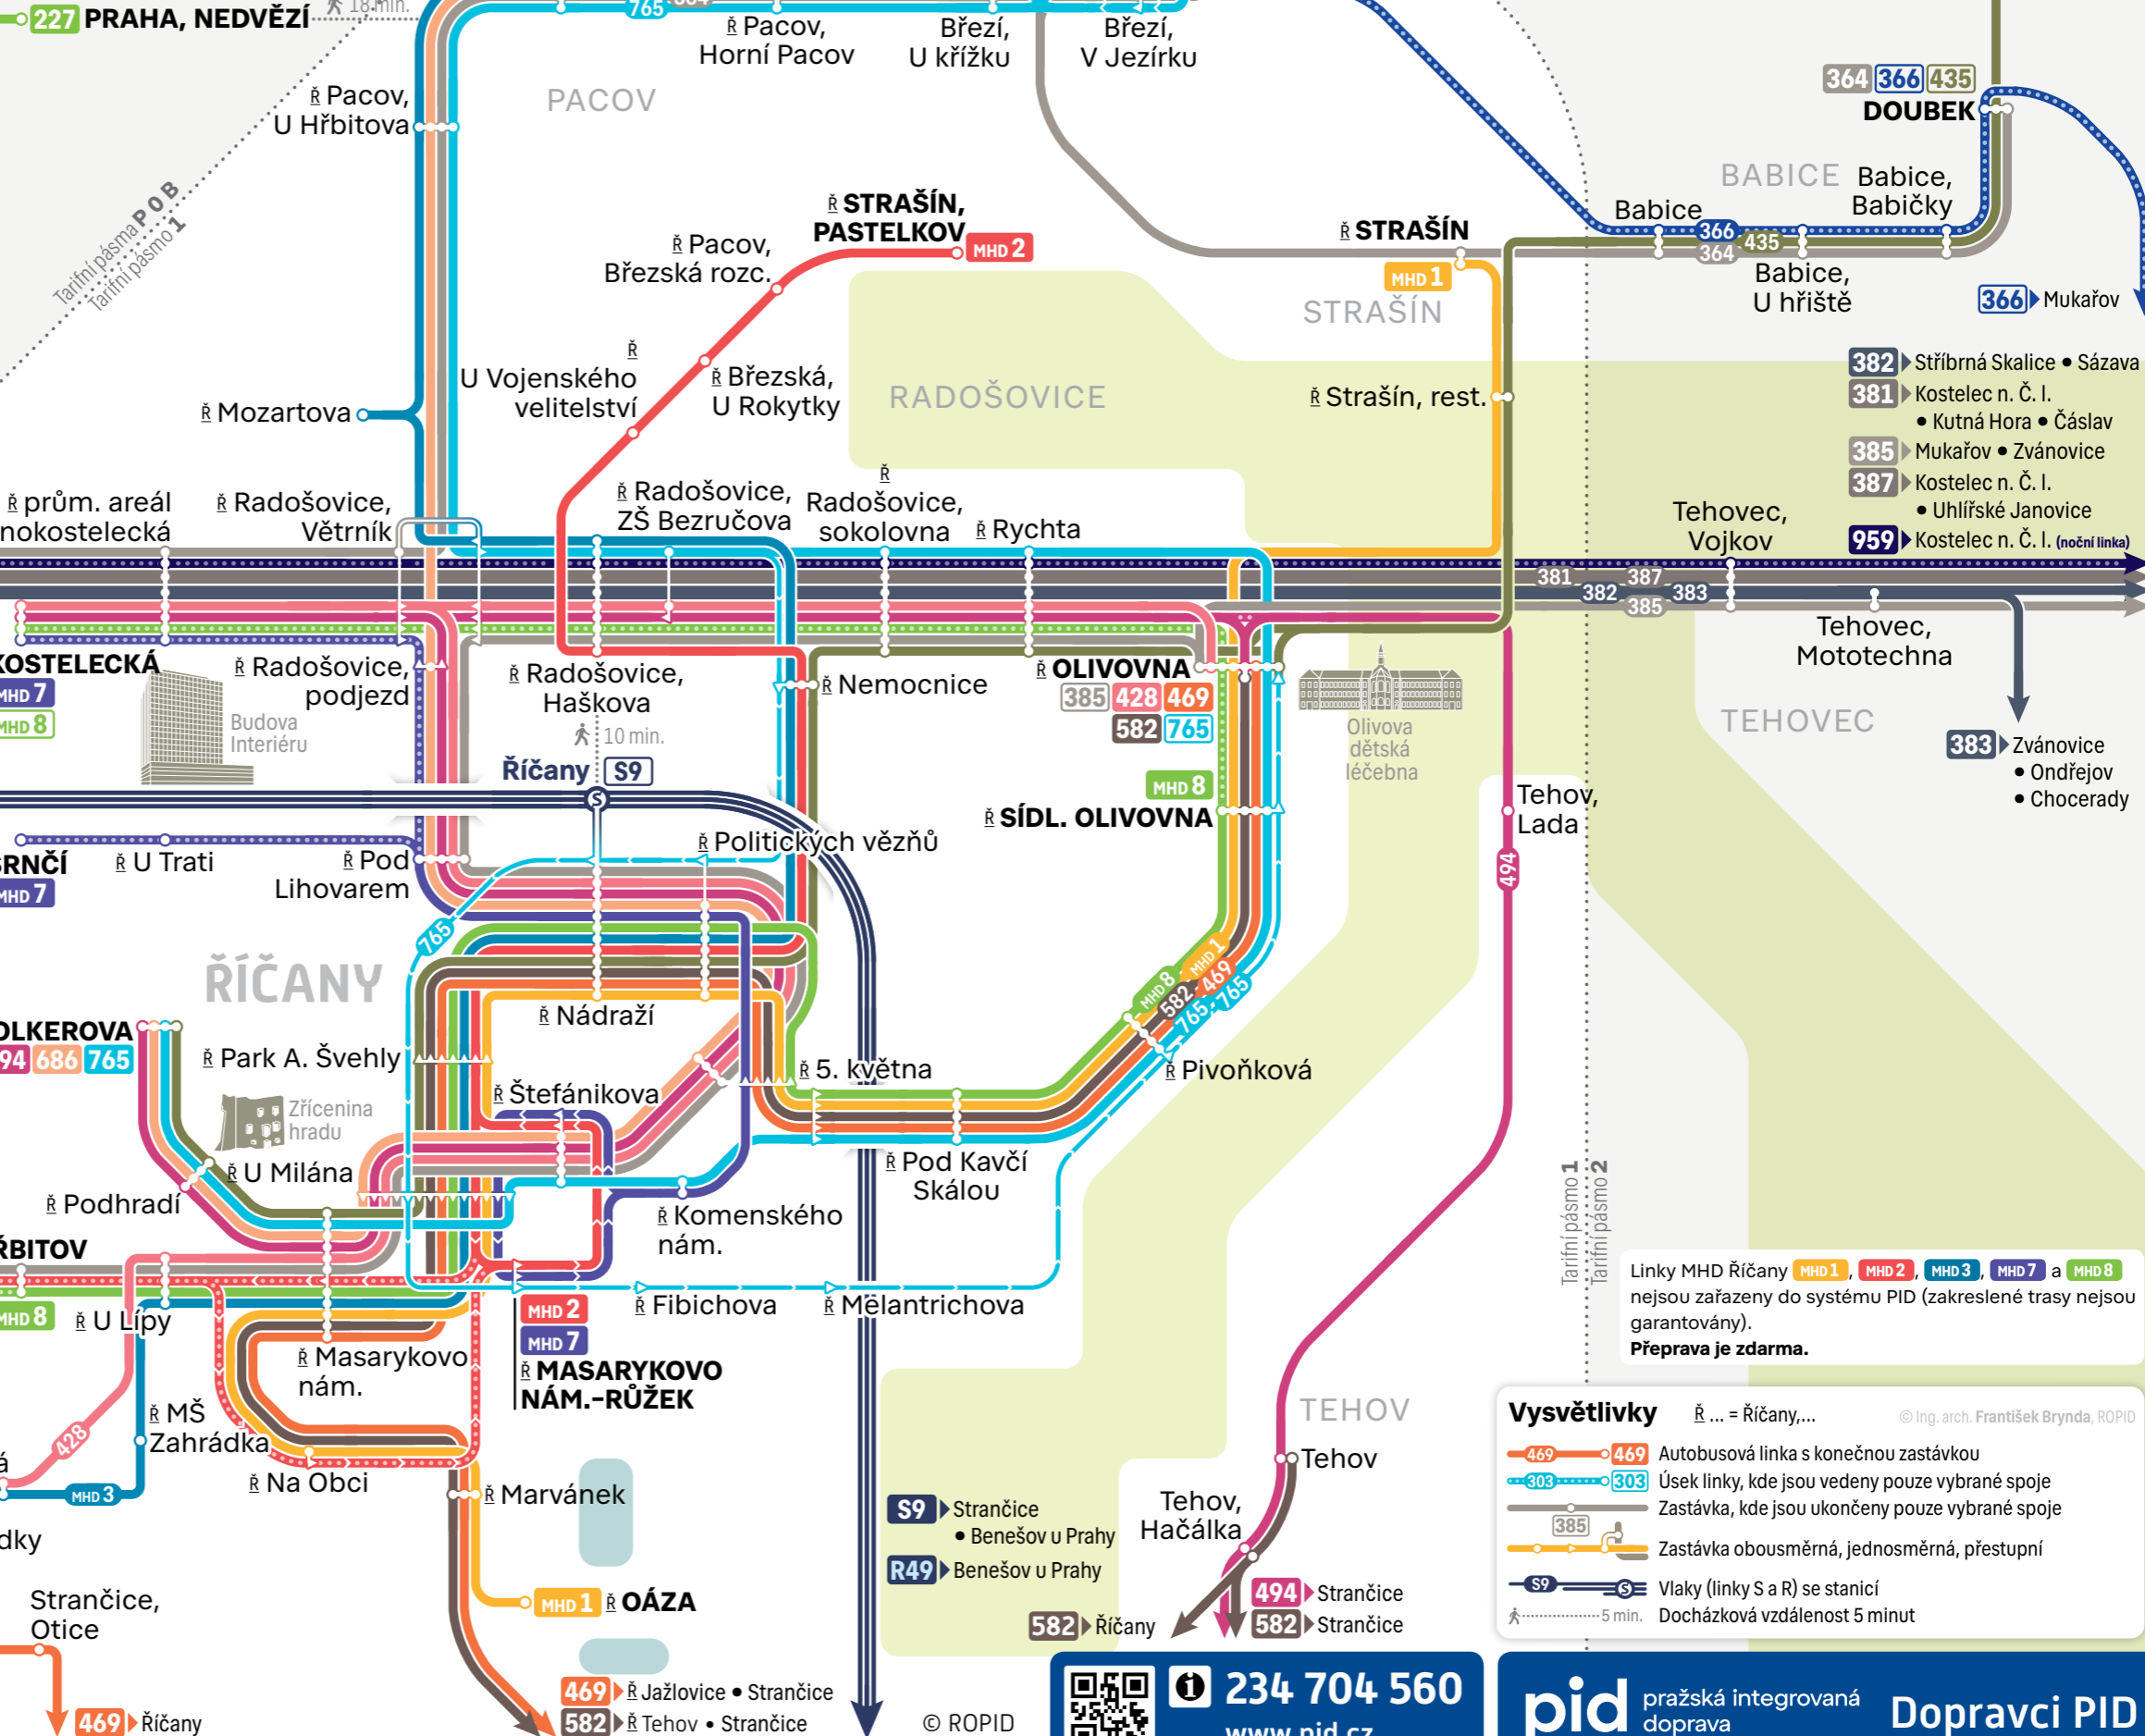 227 PRAHA, NEDVĚZÍ
18 min.
765
Ř Pacov,
Horní Pacov
Březí,
U křížku
Březí,
V Jezírku
Ř Pacov,
U Hřbitova
PACOV
364 366 435
DOUBEK
BABICE
Babice,
Babičky
Babice
366
435
364
Babice,
U hřiště
366 Mukařov
Tarifní pásma P 0 B
Tarifní pásmo 1
Ř STRAŠÍN,
PASTELKOV
MHD 2
Ř Pacov,
Březská rozc.
Ř STRAŠÍN
MHD 1
STRAŠÍN
Ř
U Vojenského
velitelství
Ř Březská,
U Rokytky
RADOŠOVICE
Ř Strašín, rest.
Ř Mozartova
382 Stříbrná Skalice • Sázava
381 Kostelec n. Č. l.
• Kutná Hora • Čáslav
385 Mukařov • Zvánovice
387 Kostelec n. Č. l.
• Uhlířské Janovice
959 Kostelec n. Č. l. (noční linka)
Ř prům. areál
nokostelecká
Ř Radošovice,
Větrník
Ř Radošovice,
ZŠ Bezručova
Ř
Radošovice,
sokolovna
Ř Rychta
Tehovec,
Vojkov
381 387
382 383
385
Tehovec,
Mototechna
KOSTELECKÁ
MHD 7
MHD 8
Budova
Interiéru
Ř Radošovice,
podjezd
Ř Radošovice,
Haškova
10 min.
Říčany S9
S
Ř Nemocnice
Ř OLIVOVNA
385 428 469
582 765
Olivova
dětská
léčebna
TEHOVEC
383 Zvánovice
• Ondřejov
• Chocerady
MHD 8
Ř SÍDL. OLIVOVNA
Tehov,
Lada
494
SRNČÍ
MHD 7
Ř U Trati
Ř Pod
Lihovarem
Ř Politických vězňů
765
ŘÍČANY
MHD 8
MHD 1
582 469
765 765
Ř Nádraží
OLKEROVA
94 686 765
Ř Park A. Švehly
Ř 5. května
Ř Pivoňková
Zřícenina
hradu
Ř Štefánikova
Ř U Milána
Ř Podhradí
Ř Pod Kavčí
Skálou
Ř Komenského
nám.
Tarifní pásmo 1
Tarifní pásmo 2
ŘBITOV
MHD 8
Ř U Lípy
Ř Fibichova
Ř Melantrichova
MHD 2
MHD 7
Ř MASARYKOVO
NÁM.–RŮŽEK
Ř Masarykovo
nám.
Ř MŠ
Zahrádka
428
MHD 3
á
dky
Ř Na Obci
Ř Marvánek
MHD 1 Ř OÁZA
Strančice,
Otice
469 Říčany
469 Ř Jažlovice • Strančice
582 Ř Tehov • Strančice
S9 Strančice
• Benešov u Prahy
R49 Benešov u Prahy
TEHOV
Tehov
Tehov,
Hačálka
494 Strančice
582 Strančice
582 Říčany
Linky MHD Říčany MHD 1, MHD 2, MHD 3, MHD 7 a MHD 8
nejsou zařazeny do systému PID (zakreslené trasy nejsou
garantovány).
Přeprava je zdarma.
Vysvětlivky Ř ... = Říčany,... © Ing. arch. František Brynda, ROPID
469 469 Autobusová linka s konečnou zastávkou
303 303 Úsek linky, kde jsou vedeny pouze vybrané spoje
Zastávka, kde jsou ukončeny pouze vybrané spoje
385
Zastávka obousměrná, jednosměrná, přestupní
S9 S Vlaky (linky S a R) se stanicí
5 min. Docházková vzdálenost 5 minut
© ROPID
234 704 560
www.pid.cz
pid pražská integrovaná
doprava
Dopravci PID